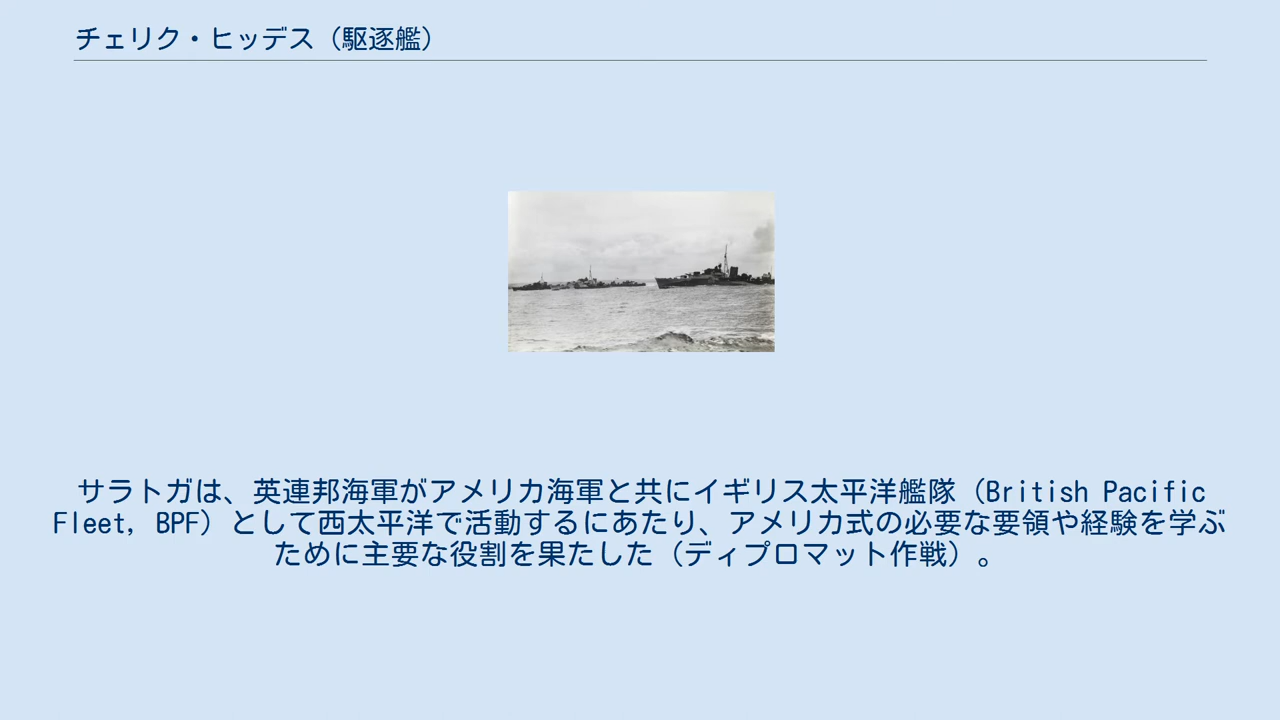 チェリク・ヒッデス（駆逐艦）
サラトガは、英連邦海軍がアメリカ海軍と共にイギリス太平洋艦隊（British Pacific
Fleet, BPF）として西太平洋で活動するにあたり、アメリカ式の必要な要領や経験を学ぶ
ために主要な役割を果たした（ディプロマット作戦）。